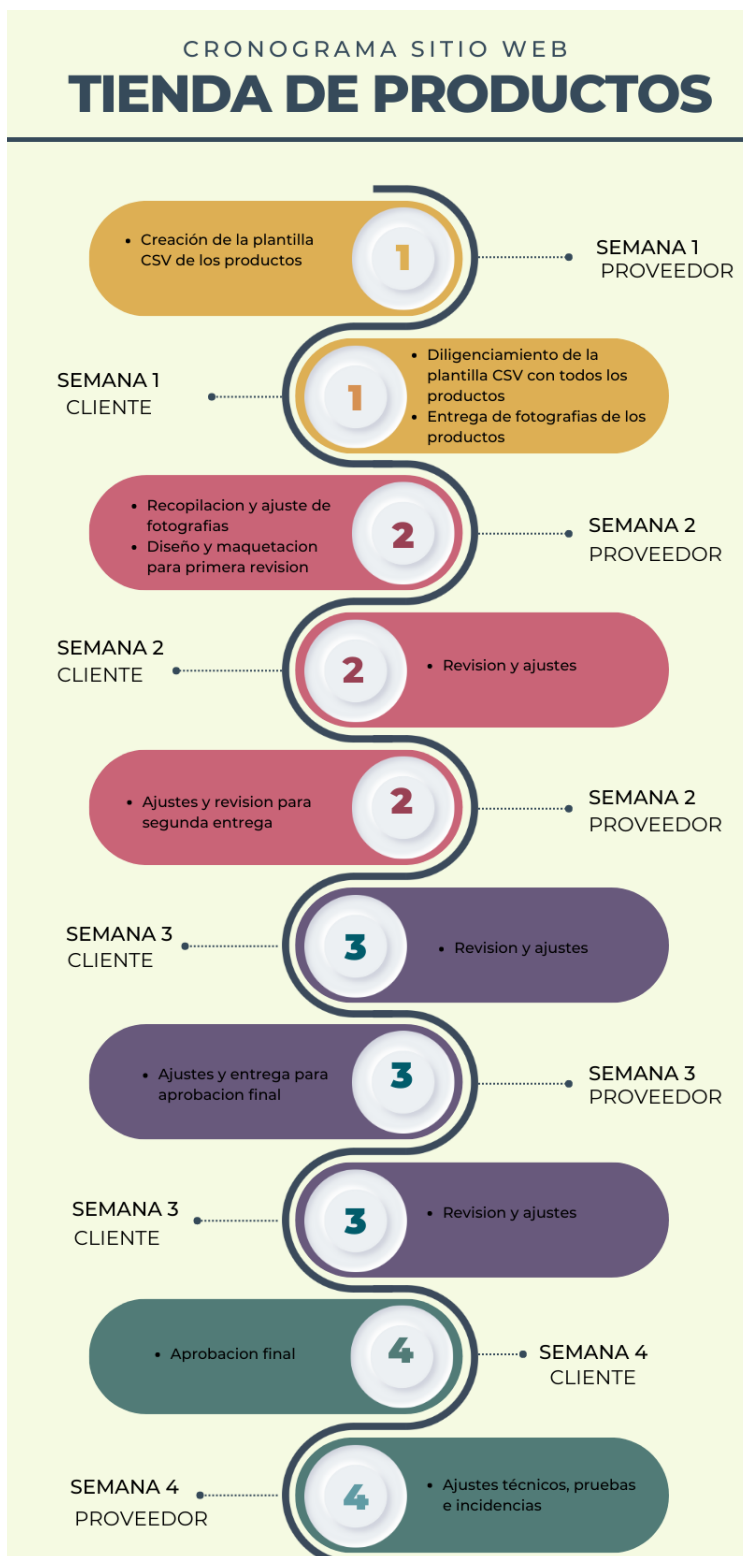 CRONOGRAMA SITIO WEB
TIENDA DE PRODUCTOS
• Creación de la plantilla
CSV de los productos
1
SEMANA 1
PROVEEDOR
SEMANA 1
CLIENTE
1
• Diligenciamiento de la
plantilla CSV con todos los
productos
• Entrega de fotografias de los
productos
• Recopilacion y ajuste de
fotografias
• Diseño y maquetacion
para primera revision
2
SEMANA 2
PROVEEDOR
SEMANA 2
CLIENTE
2
• Revision y ajustes
• Ajustes y revision para
segunda entrega
2
SEMANA 2
PROVEEDOR
SEMANA 3
CLIENTE
3
• Revision y ajustes
• Ajustes y entrega para
aprobacion final
3
SEMANA 3
PROVEEDOR
SEMANA 3
CLIENTE
3
• Revision y ajustes
• Aprobacion final
4
SEMANA 4
CLIENTE
SEMANA 4
PROVEEDOR
4
• Ajustes técnicos, pruebas
e incidencias